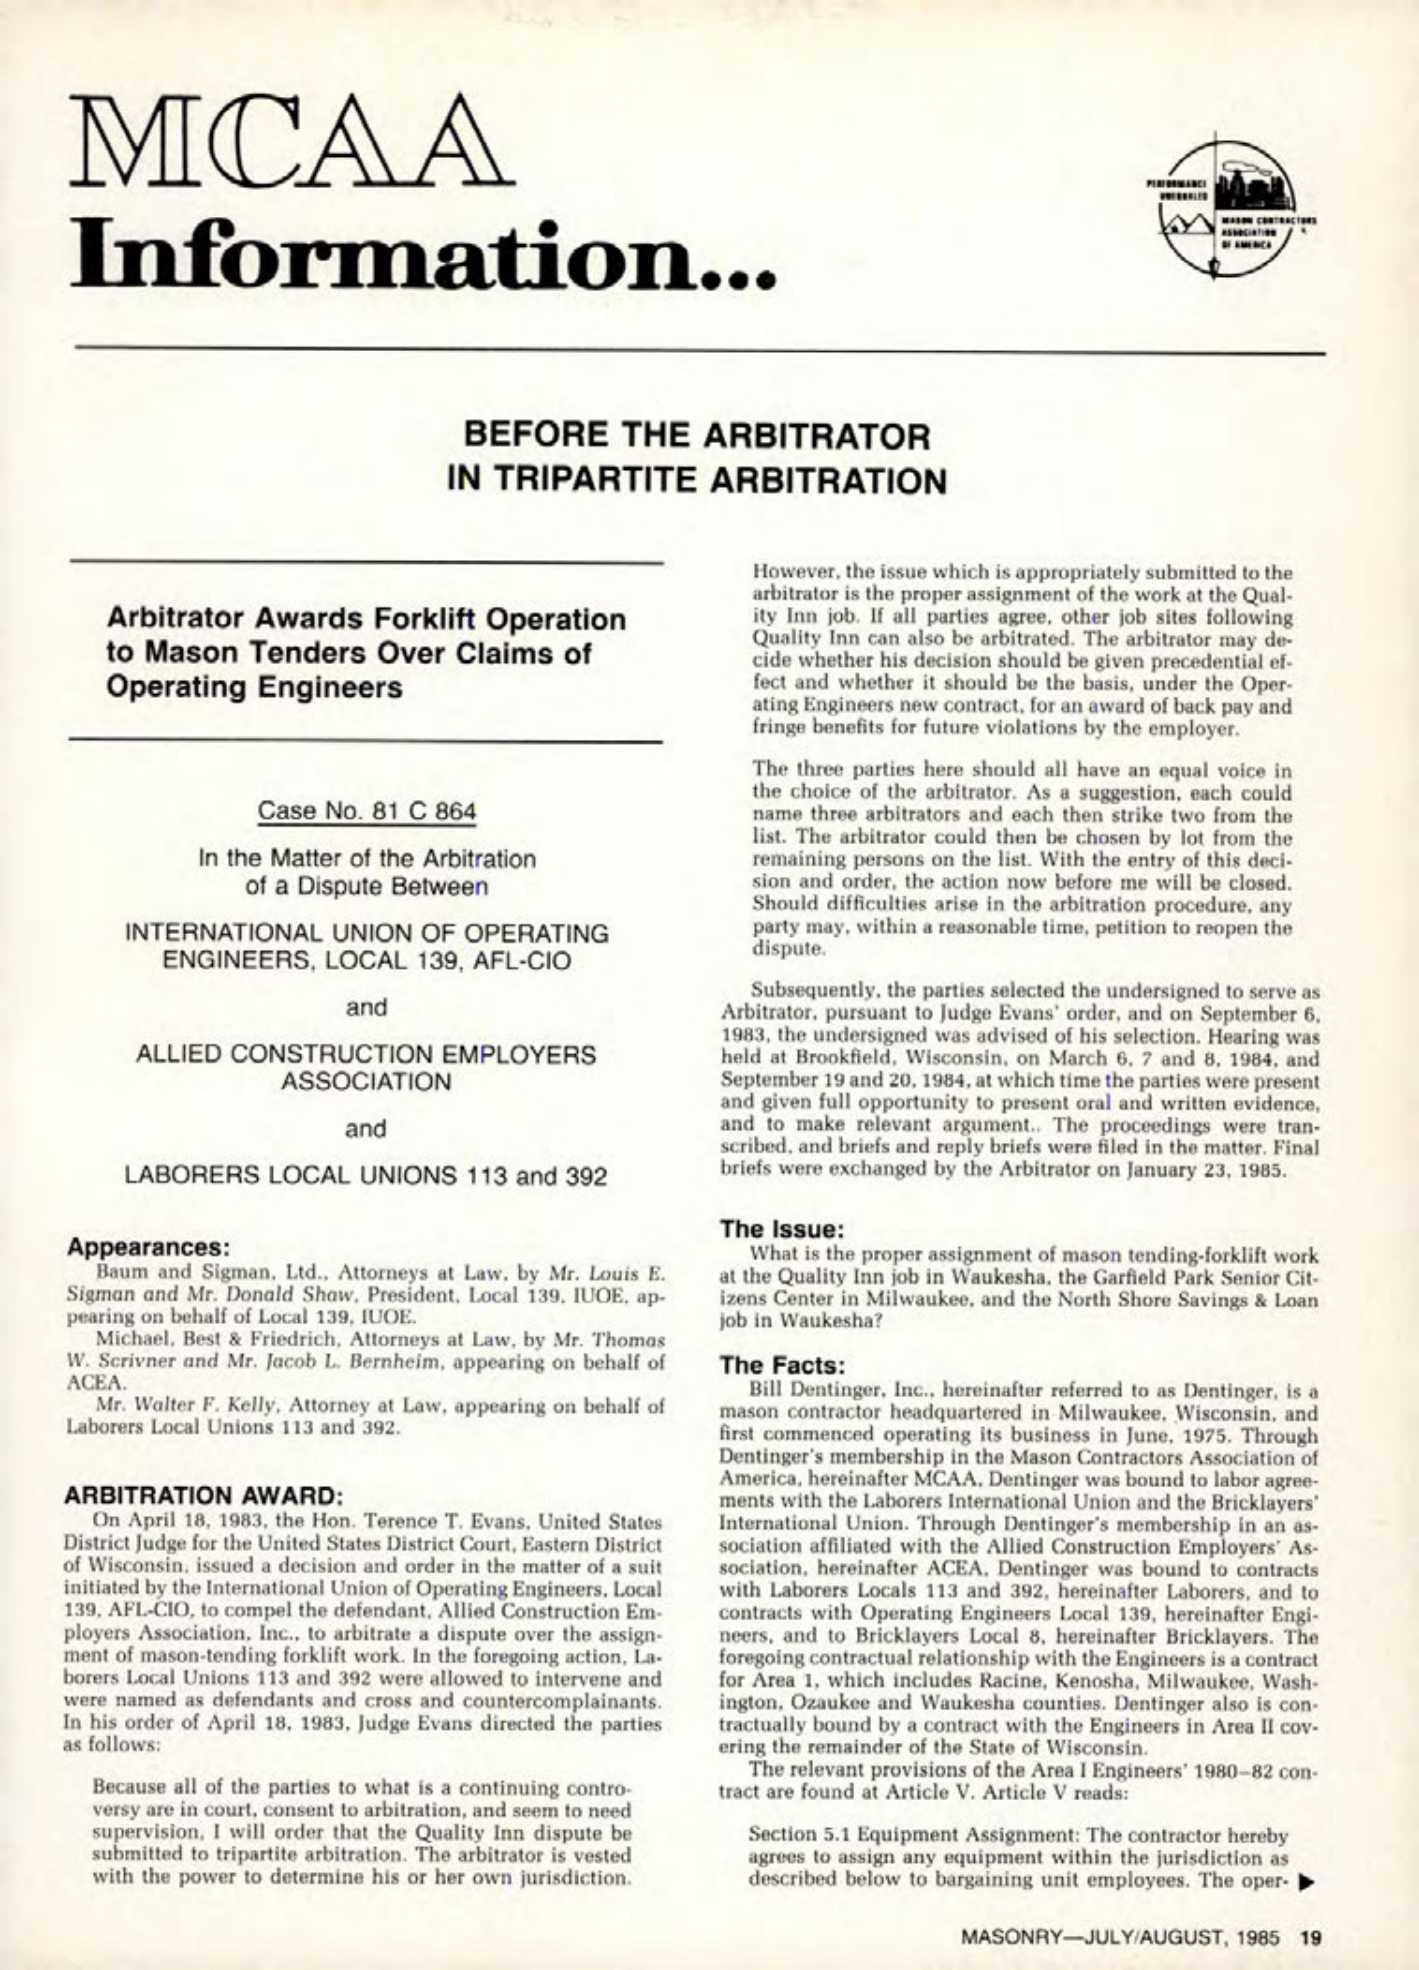 MCAA
Information...
PERFORMANCE
MASON CONTRACTORS
ASSOCIATION
OF AMERICA
BEFORE THE ARBITRATOR
IN TRIPARTITE ARBITRATION
Arbitrator Awards Forklift Operation
to Mason Tenders Over Claims of
Operating Engineers
Case No. 81 C 864
In the Matter of the Arbitration
of a Dispute Between
INTERNATIONAL UNION OF OPERATING
ENGINEERS, LOCAL 139, AFL-CIO
and
ALLIED CONSTRUCTION EMPLOYERS
ASSOCIATION
and
LABORERS LOCAL UNIONS 113 and 392
Appearances:
Baum and Sigman, Ltd., Attorneys at Law, by Mr. Louis E.
Sigman and Mr. Donald Shaw, President, Local 139, IUOE, ap-
pearing on behalf of Local 139, IUOE.
Michael, Best & Friedrich, Attorneys at Law, by Mr. Thomas
W. Scrivner and Mr. Jacob L. Bernheim, appearing on behalf of
ACEA.
Mr. Walter F. Kelly, Attorney at Law, appearing on behalf of
Laborers Local Unions 113 and 392.
ARBITRATION AWARD:
On April 18, 1983, the Hon. Terence T. Evans, United States
District Judge for the United States District Court, Eastern District
of Wisconsin, issued a decision and order in the matter of a suit
initiated by the International Union of Operating Engineers, Local
139, AFL-CIO, to compel the defendant, Allied Construction Em-
ployers Association, Inc., to arbitrate a dispute over the assign-
ment of mason-tending forklift work. In the foregoing action, La-
borers Local Unions 113 and 392 were allowed to intervene and
were named as defendants and cross and countercomplainants.
In his order of April 18, 1983, Judge Evans directed the parties
as follows:
Because all of the parties to what is a continuing contro-
versy are in court, consent to arbitration, and seem to need
supervision, I will order that the Quality Inn dispute be
submitted to tripartite arbitration. The arbitrator is vested
with the power to determine his or her own jurisdiction.
However, the issue which is appropriately submitted to the
arbitrator is the proper assignment of the work at the Qual-
ity Inn job. If all parties agree, other job sites following
Quality Inn can also be arbitrated. The arbitrator may de-
cide whether his decision should be given precedential ef-
fect and whether it should be the basis, under the Oper-
ating Engineers new contract, for an award of back pay and
fringe benefits for future violations by the employer.
The three parties here should all have an equal voice in
the choice of the arbitrator. As a suggestion, each could
name three arbitrators and each then strike two from the
list. The arbitrator could then be chosen by lot from the
remaining persons on the list. With the entry of this deci-
sion and order, the action now before me will be closed.
Should difficulties arise in the arbitration procedure, any
party may, within a reasonable time, petition to reopen the
dispute.
Subsequently, the parties selected the undersigned to serve as
Arbitrator, pursuant to Judge Evans' order, and on September 6,
1983, the undersigned was advised of his selection. Hearing was
held at Brookfield, Wisconsin, on March 6, 7 and 8, 1984, and
September 19 and 20, 1984, at which time the parties were present
and given full opportunity to present oral and written evidence,
and to make relevant argument.. The proceedings were tran-
scribed, and briefs and reply briefs were filed in the matter. Final
briefs were exchanged by the Arbitrator on January 23, 1985.
The Issue:
What is the proper assignment of mason tending-forklift work
at the Quality Inn job in Waukesha, the Garfield Park Senior Cit-
izens Center in Milwaukee, and the North Shore Savings & Loan
job in Waukesha?
The Facts:
Bill Dentinger, Inc., hereinafter referred to as Dentinger, is a
mason contractor headquartered in Milwaukee, Wisconsin, and
first commenced operating its business in June, 1975. Through
Dentinger's membership in the Mason Contractors Association of
America, hereinafter MCAA, Dentinger was bound to labor agree-
ments with the Laborers International Union and the Bricklayers'
International Union. Through Dentinger's membership in an as-
sociation affiliated with the Allied Construction Employers' As-
sociation, hereinafter ACEA, Dentinger was bound to contracts
with Laborers Locals 113 and 392, hereinafter Laborers, and to
contracts with Operating Engineers Local 139, hereinafter Engi-
neers, and to Bricklayers Local 8, hereinafter Bricklayers. The
foregoing contractual relationship with the Engineers is a contract
for Area 1, which includes Racine, Kenosha, Milwaukee, Wash-
ington, Ozaukee and Waukesha counties. Dentinger also is con-
tractually bound by a contract with the Engineers in Area II cov-
ering the remainder of the State of Wisconsin.
The relevant provisions of the Area I Engineers' 1980–82 con-
tract are found at Article V. Article V reads:
Section 5.1 Equipment Assignment: The contractor hereby
agrees to assign any equipment within the jurisdiction as
described below to bargaining unit employees. The oper-
MASONRY—JULY/AUGUST, 1985 19